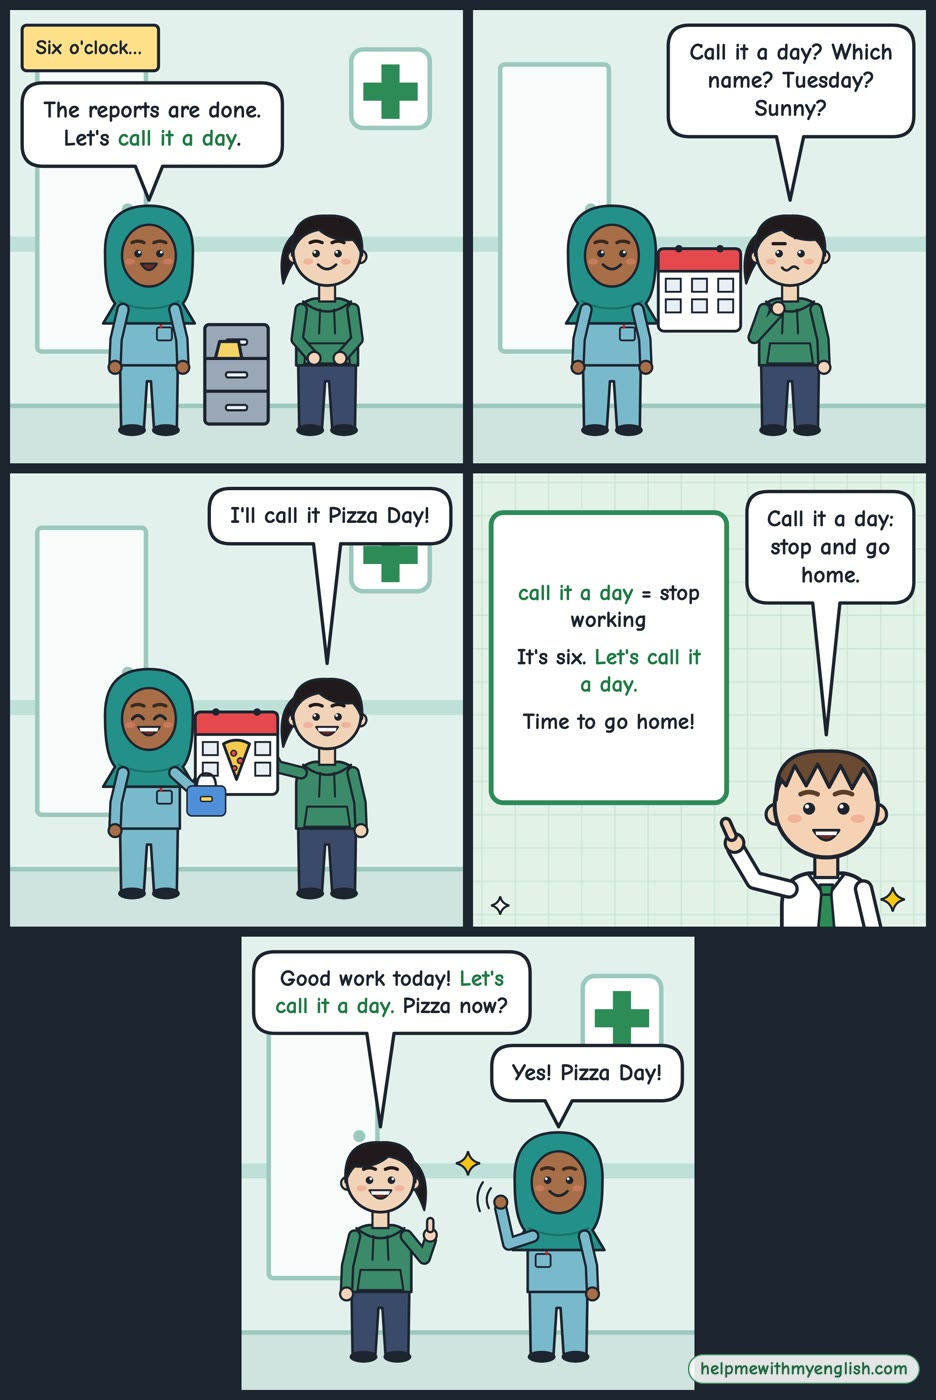 Six o'clock...
The reports are done.
Let's call it a day.
Call it a day? Which
name? Tuesday?
Sunny?
I'll call it Pizza Day!
call it a day = stop
working
It's six. Let's call it
a day.
Time to go home!
Call it a day:
stop and go
home.
Good work today! Let's
call it a day. Pizza now?
Yes! Pizza Day!
helpmewithmyenglish.com